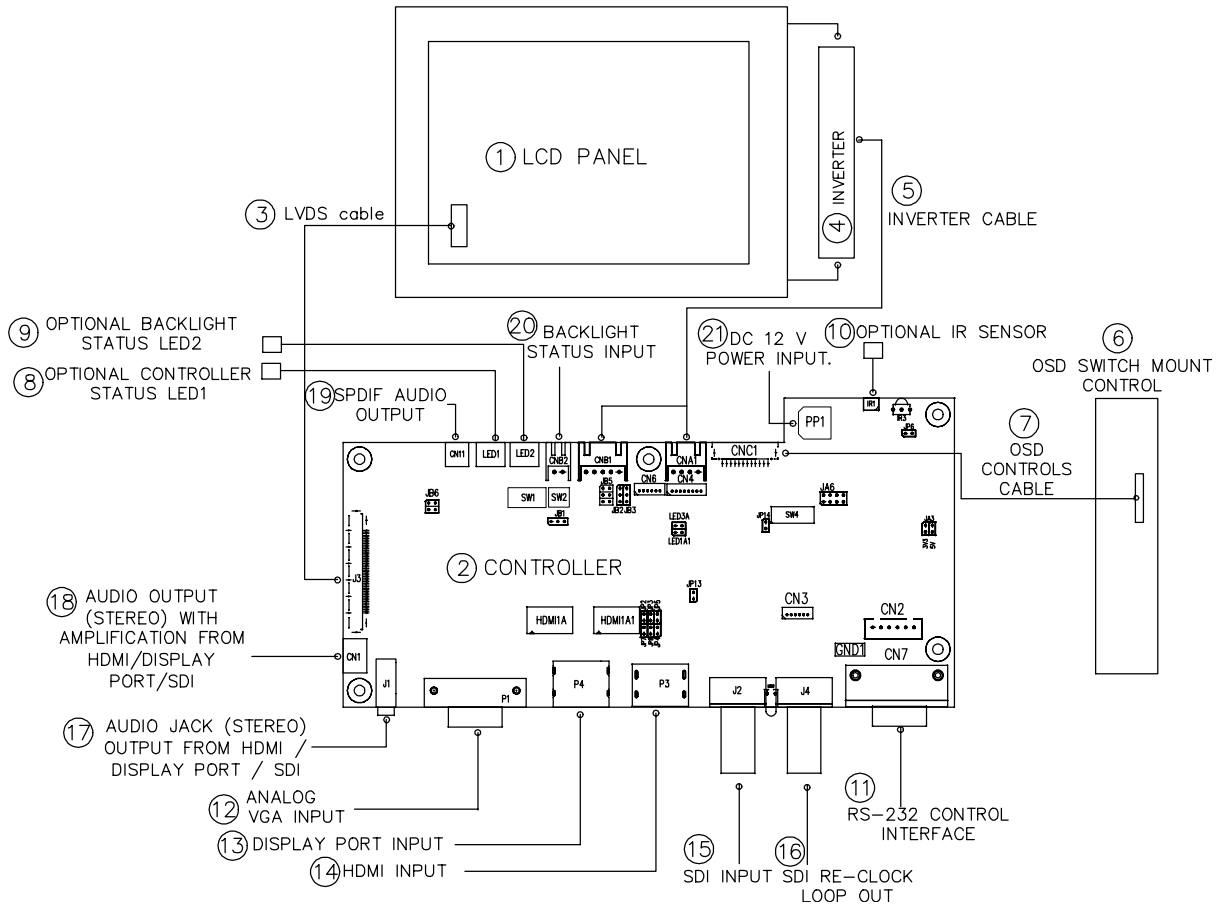 ① LCD PANEL
④ INVERTER
③ LVDS cable
⑤
INVERTER CABLE
⑨ OPTIONAL BACKLIGHT
STATUS LED2
⑧ OPTIONAL CONTROLLER
STATUS LED1
⑳ BACKLIGHT
STATUS INPUT
㉑ DC 12 V
POWER INPUT.
⑩ OPTIONAL IR SENSOR
⑥
OSD SWITCH MOUNT
CONTROL
⑲ SPDIF AUDIO
OUTPUT
⑦
OSD
CONTROLS
CABLE
PP1
IR1
IR3
JP6
CN11
LED1
LED2
CNB2
CNB1
CNA1
CNC1
JB6
SW1
SW2
JB1
JB5
JB2
JB3
CN6
CN4
LED3A
LED1A1
JP14
SW4
JA6
JA3
3V3
5V
② CONTROLLER
J3
JP13
HDMI1A
HDMI1A1
CN3
CN2
GND1
CN7
CN1
J1
P1
P4
P3
J2
J4
⑱ AUDIO OUTPUT
(STEREO) WITH
AMPLIFICATION FROM
HDMI/DISPLAY
PORT/SDI
⑰ AUDIO JACK (STEREO)
OUTPUT FROM HDMI /
DISPLAY PORT / SDI
⑫ ANALOG
VGA INPUT
⑬ DISPLAY PORT INPUT
⑭ HDMI INPUT
⑮
SDI INPUT
⑯
SDI RE-CLOCK
LOOP OUT
⑪
RS-232 CONTROL
INTERFACE